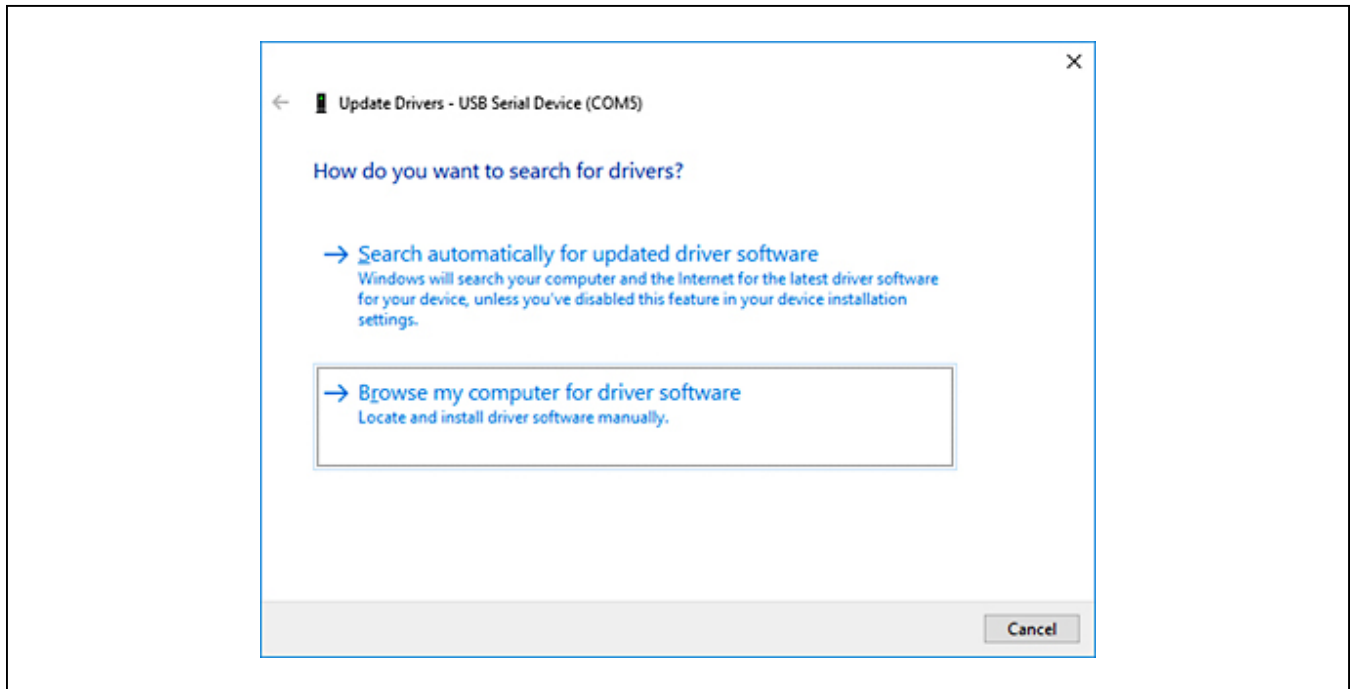 Update Drivers - USB Serial Device (COM5)
How do you want to search for drivers?
Search automatically for updated driver software
Windows will search your computer and the Internet for the latest driver software
for your device, unless you've disabled this feature in your device installation
settings.
Browse my computer for driver software
Locate and install driver software manually.
Cancel